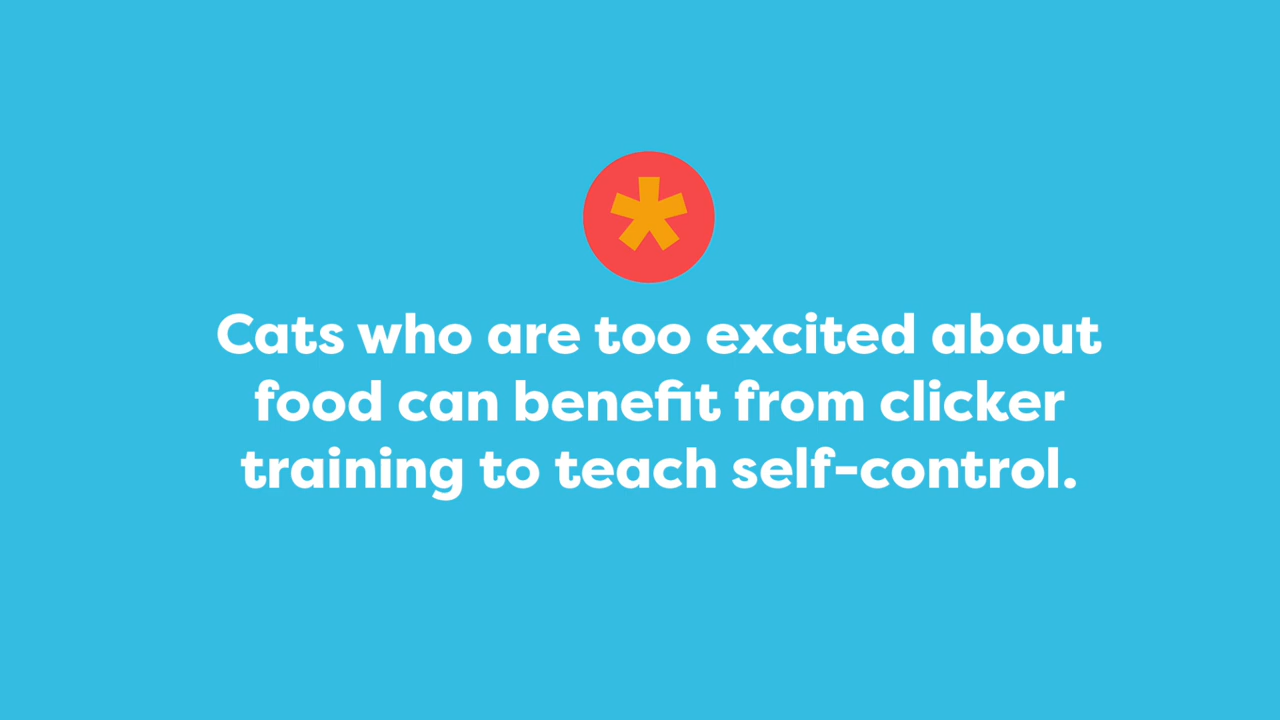 Cats who are too excited about
food can benefit from clicker
training to teach self-control.